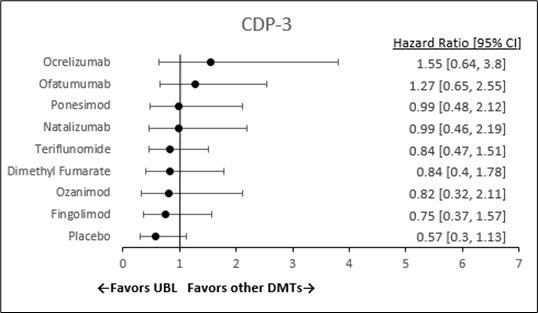 CDP-3
Hazard Ratio [95% CI]
Ocrelizumab 1.55 [0.64, 3.8]
Ofatumumab 1.27 [0.65, 2.55]
Ponesimod 0.99 [0.48, 2.12]
Natalizumab 0.99 [0.46, 2.19]
Teriflunomide 0.84 [0.47, 1.51]
Dimethyl Fumarate 0.84 [0.4, 1.78]
Ozanimod 0.82 [0.32, 2.11]
Fingolimod 0.75 [0.37, 1.57]
Placebo 0.57 [0.3, 1.13]
0 1 2 3 4 5 6 7
←Favors UBL Favors other DMTs→